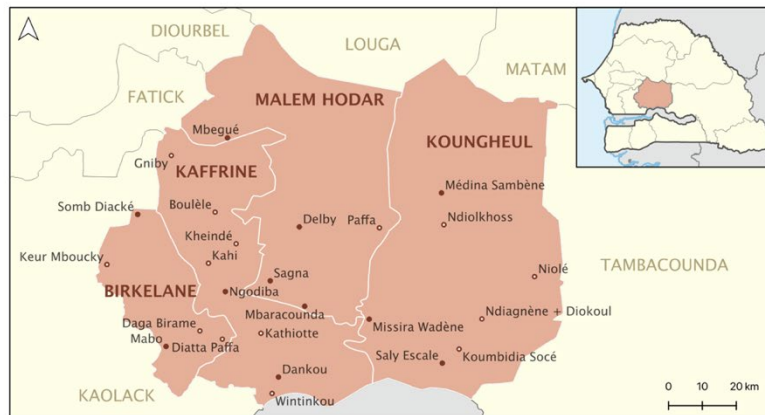 DIOURBEL
LOUGA
MATAM
FATICK
MALEM HODAR
Mbegué
KOUNGHEUL
Gniby
KAFFRINE
Médina Sambène
Somb Diacké
Boulèle
Delby
Paffa
Ndiolkhoss
Kheindé
Keur Mboucky
Kahi
TAMBACOUNDA
Sagna
Niolé
BIRKELANE
Ngodiba
Mbaracounda
Ndiagnène + Diokoul
Daga Birame
Kathiotte
Missira Wadène
Mabo
Diatta Paffa
Koumbidia Socé
Saly Escale
Dankou
KAOLACK
Wintinkou
0 10 20 km